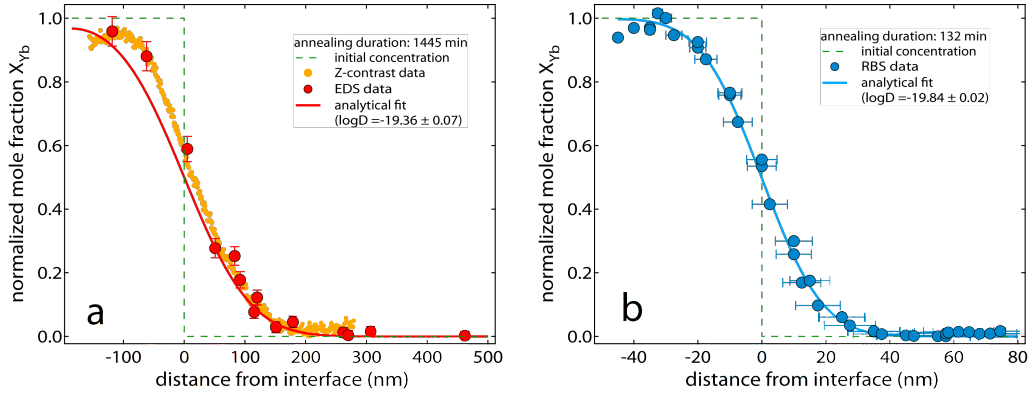 annealing duration: 1445 min
initial concentration
Z-contrast data
EDS data
analytical fit
(logD =-19.36 ± 0.07)
normalized mole fraction XYb
1.0
0.8
0.6
0.4
0.2
0.0
a
-100 0 100 200 300 400 500
distance from interface (nm)
annealing duration: 132 min
initial concentration
RBS data
analytical fit
(logD =-19.84 ± 0.02)
normalized mole fraction XYb
1.0
0.8
0.6
0.4
0.2
0.0
b
-40 -20 0 20 40 60 80
distance from interface (nm)